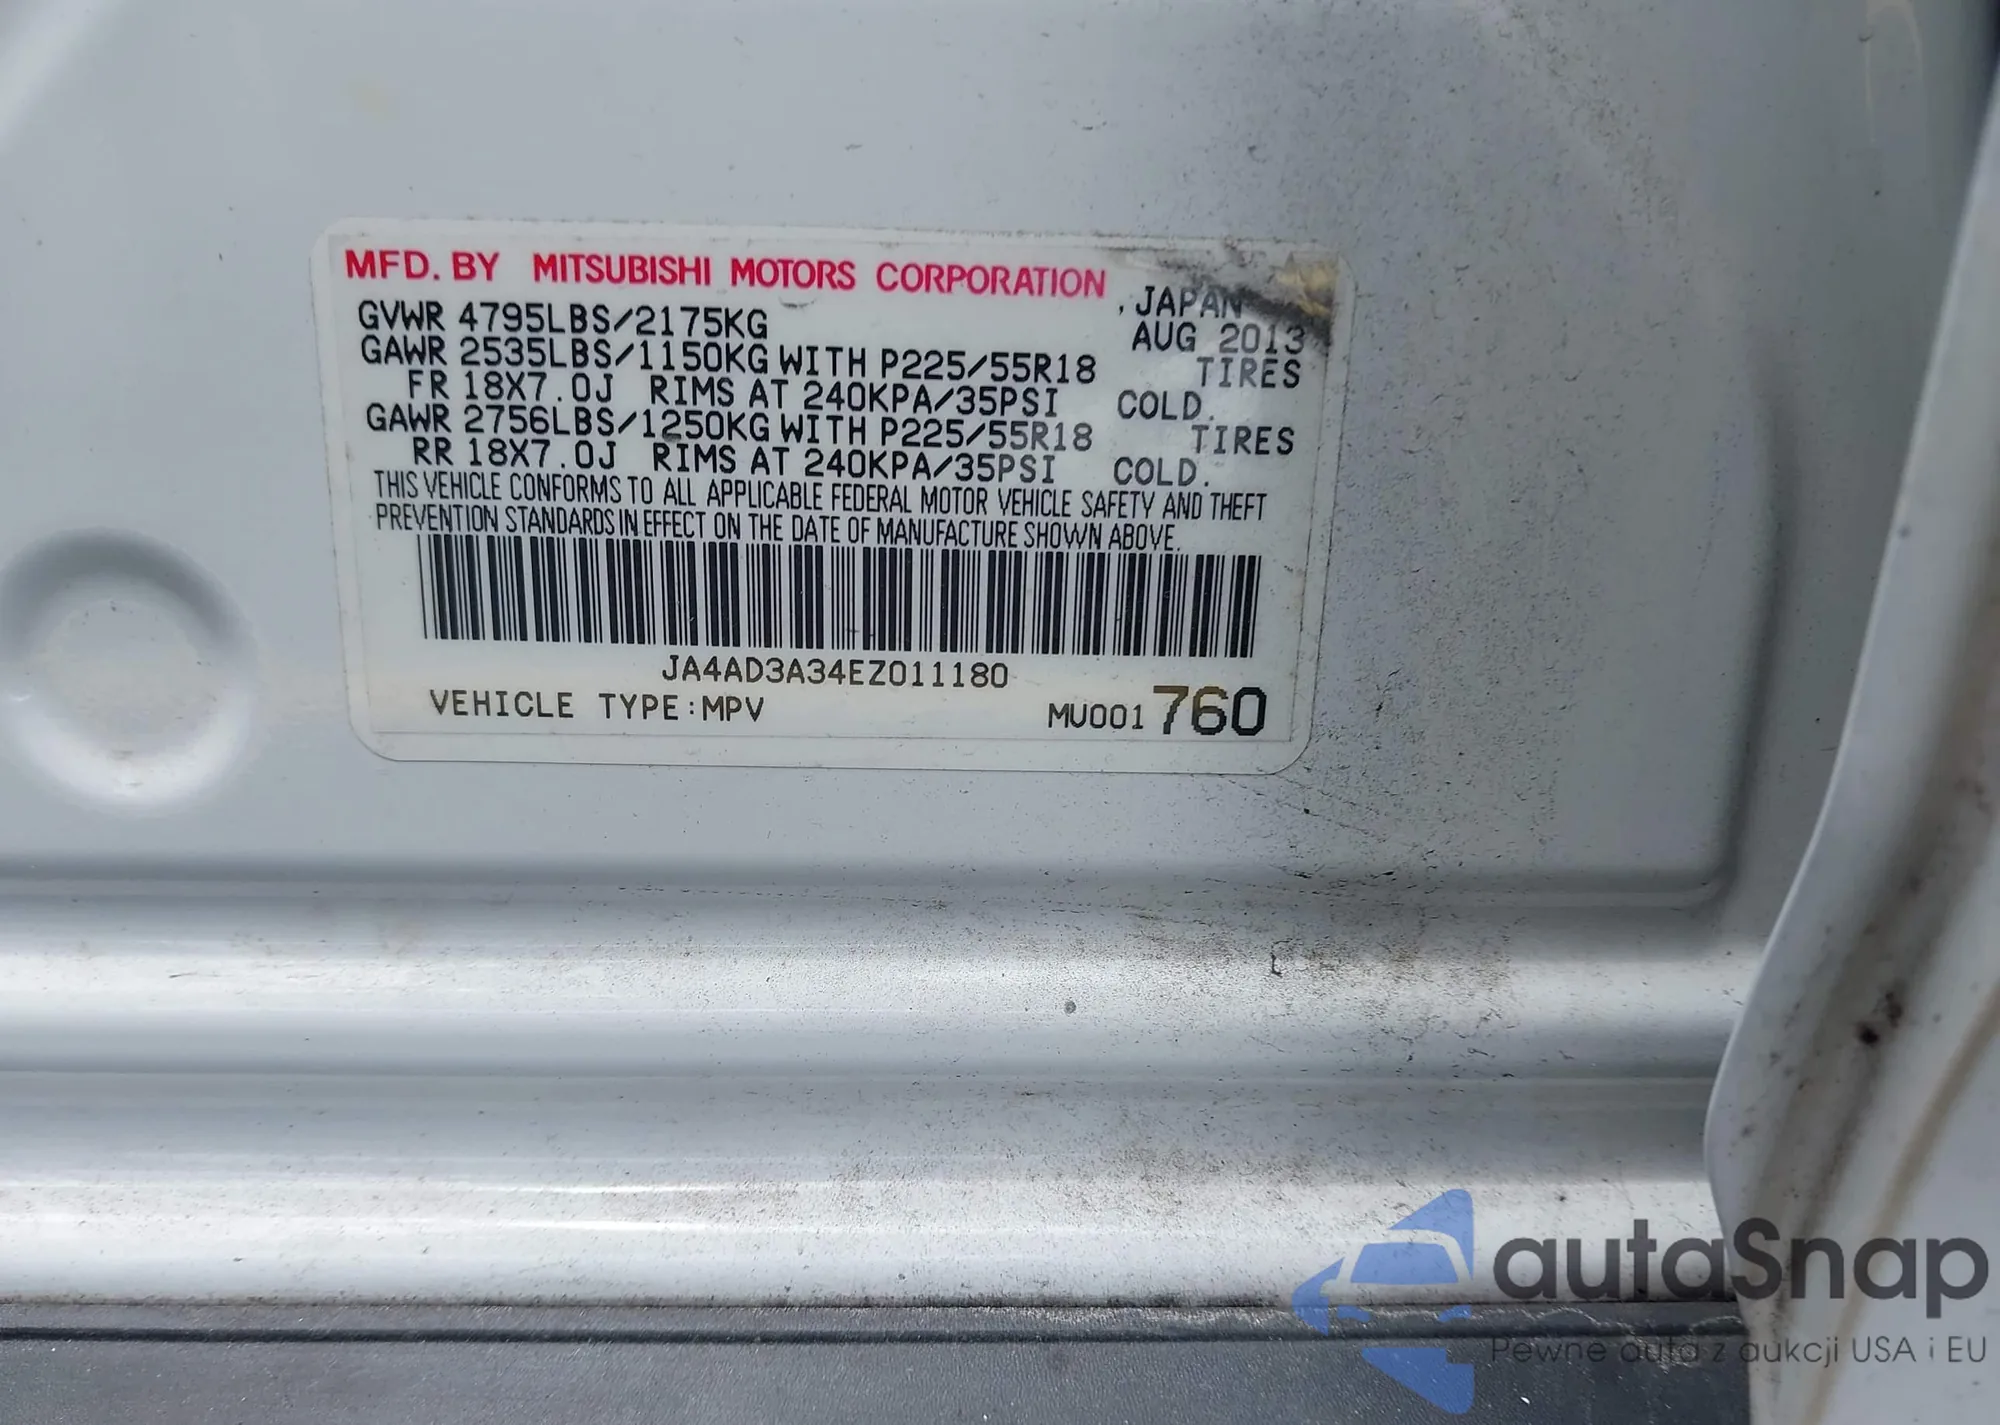 MFD. BY MITSUBISHI MOTORS CORPORATION , JAPAN
GVWR 4795LBS/2175KG AUG 2013
GAWR 2535LBS/1150KG WITH P225/55R18 TIRES
FR 18X7.0J RIMS AT 240KPA/35PSI COLD.
GAWR 2756LBS/1250KG WITH P225/55R18 TIRES
RR 18X7.0J RIMS AT 240KPA/35PSI COLD.
THIS VEHICLE CONFORMS TO ALL APPLICABLE FEDERAL MOTOR VEHICLE SAFETY AND THEFT
PREVENTION STANDARDS IN EFFECT ON THE DATE OF MANUFACTURE SHOWN ABOVE.
JA4AD3A34EZ011180
VEHICLE TYPE:MPV MU001 760
autaSnap
Pewne auta z aukcji USA i EU